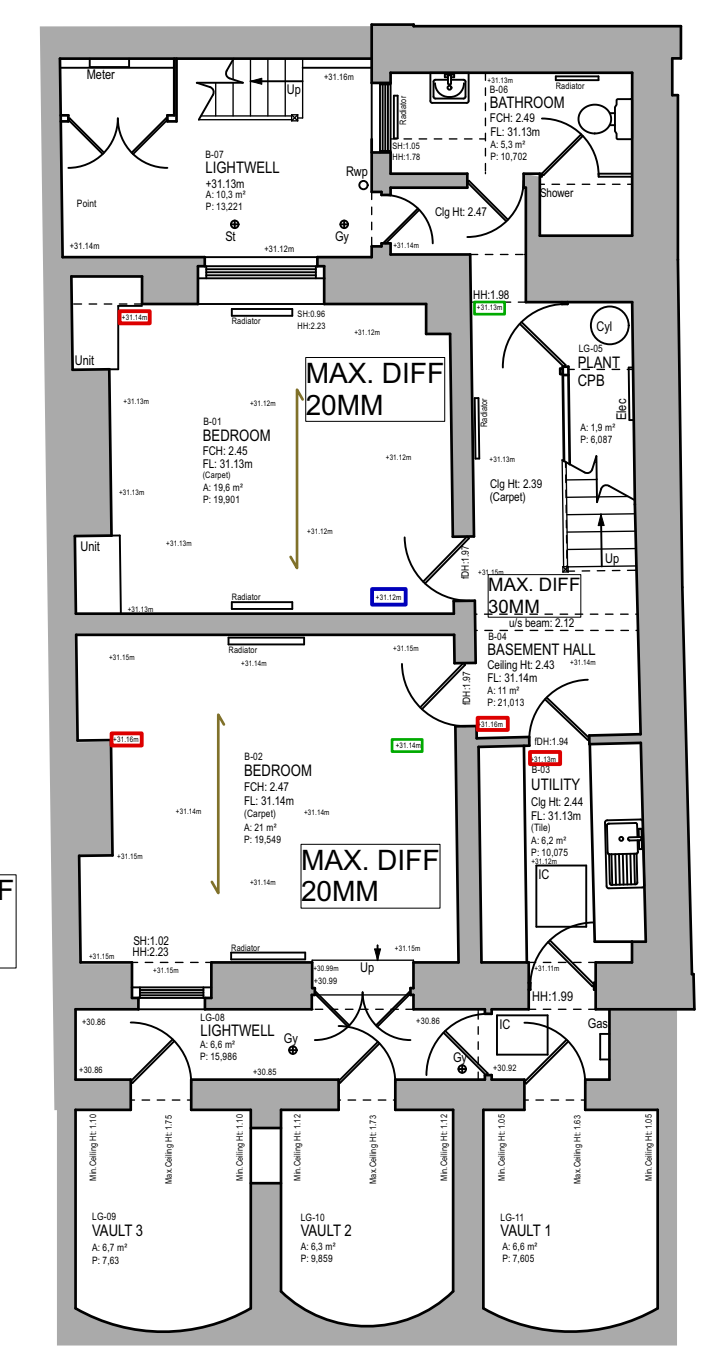 Meter
Up
+31.16m
B-07
LIGHTWELL
+31.13m
A: 10,3 m²
P: 13,221
Rwp
Point
St
Gy
+31.14m
+31.12m
+31.14m
+31.13m
B-06
BATHROOM
FCH: 2.49
FL: 31.13m
A: 5,3 m²
P: 10,702
Radiator
Radiator
SH:1.05
HH:1.78
Shower
Clg Ht: 2.47
HH:1.98
+31.13m
Cyl
LG-05
PLANT
CPB
A: 1,9 m²
P: 6,087
Elec
Unit
+31.14m
Radiator
SH:0.96
HH:2.23
+31.12m
MAX. DIFF
20MM
+31.13m
+31.12m
B-01
BEDROOM
FCH: 2.45
FL: 31.13m
(Carpet)
A: 19,6 m²
P: 19,901
+31.12m
+31.13m
+31.12m
+31.13m
Unit
+31.13m
Radiator
+31.12m
Radiator
+31.13m
Clg Ht: 2.39
(Carpet)
Up
fDH:1.97
+31.15m
MAX. DIFF
30MM
u/s beam: 2.12
B-04
BASEMENT HALL
Ceiling Ht: 2.43
FL: 31.14m
A: 11 m²
P: 21,013
+31.14m
fDH:1.97
+31.16m
+31.15m
Radiator
+31.14m
+31.15m
+31.16m
+31.14m
B-02
BEDROOM
FCH: 2.47
FL: 31.14m
(Carpet)
A: 21 m²
P: 19,549
+31.14m
+31.14m
+31.15m
+31.14m
MAX. DIFF
20MM
F
SH:1.02
HH:2.23
+31.15m
+31.15m
Radiator
+31.15m
+30.99m
+30.99
Up
fDH:1.94
+31.13m
B-03
UTILITY
Clg Ht: 2.44
FL: 31.13m
(Tile)
A: 6,2 m²
P: 10,075
+31.12m
IC
+31.11m
HH:1.99
+30.86
LG-08
LIGHTWELL
A: 6,6 m²
P: 15,986
Gy
+30.86
+30.85
+30.86
Gy
IC
Gas
+30.92
Min.Ceiling Ht: 1.10
Max.Ceiling Ht: 1.75
Min.Ceiling Ht: 1.10
LG-09
VAULT 3
A: 6,7 m²
P: 7,63
Min.Ceiling Ht: 1.12
Max.Ceiling Ht: 1.73
Min.Ceiling Ht: 1.12
LG-10
VAULT 2
A: 6,3 m²
P: 9,859
Min.Ceiling Ht: 1.05
Max.Ceiling Ht: 1.63
Min.Ceiling Ht: 1.05
LG-11
VAULT 1
A: 6,6 m²
P: 7,605